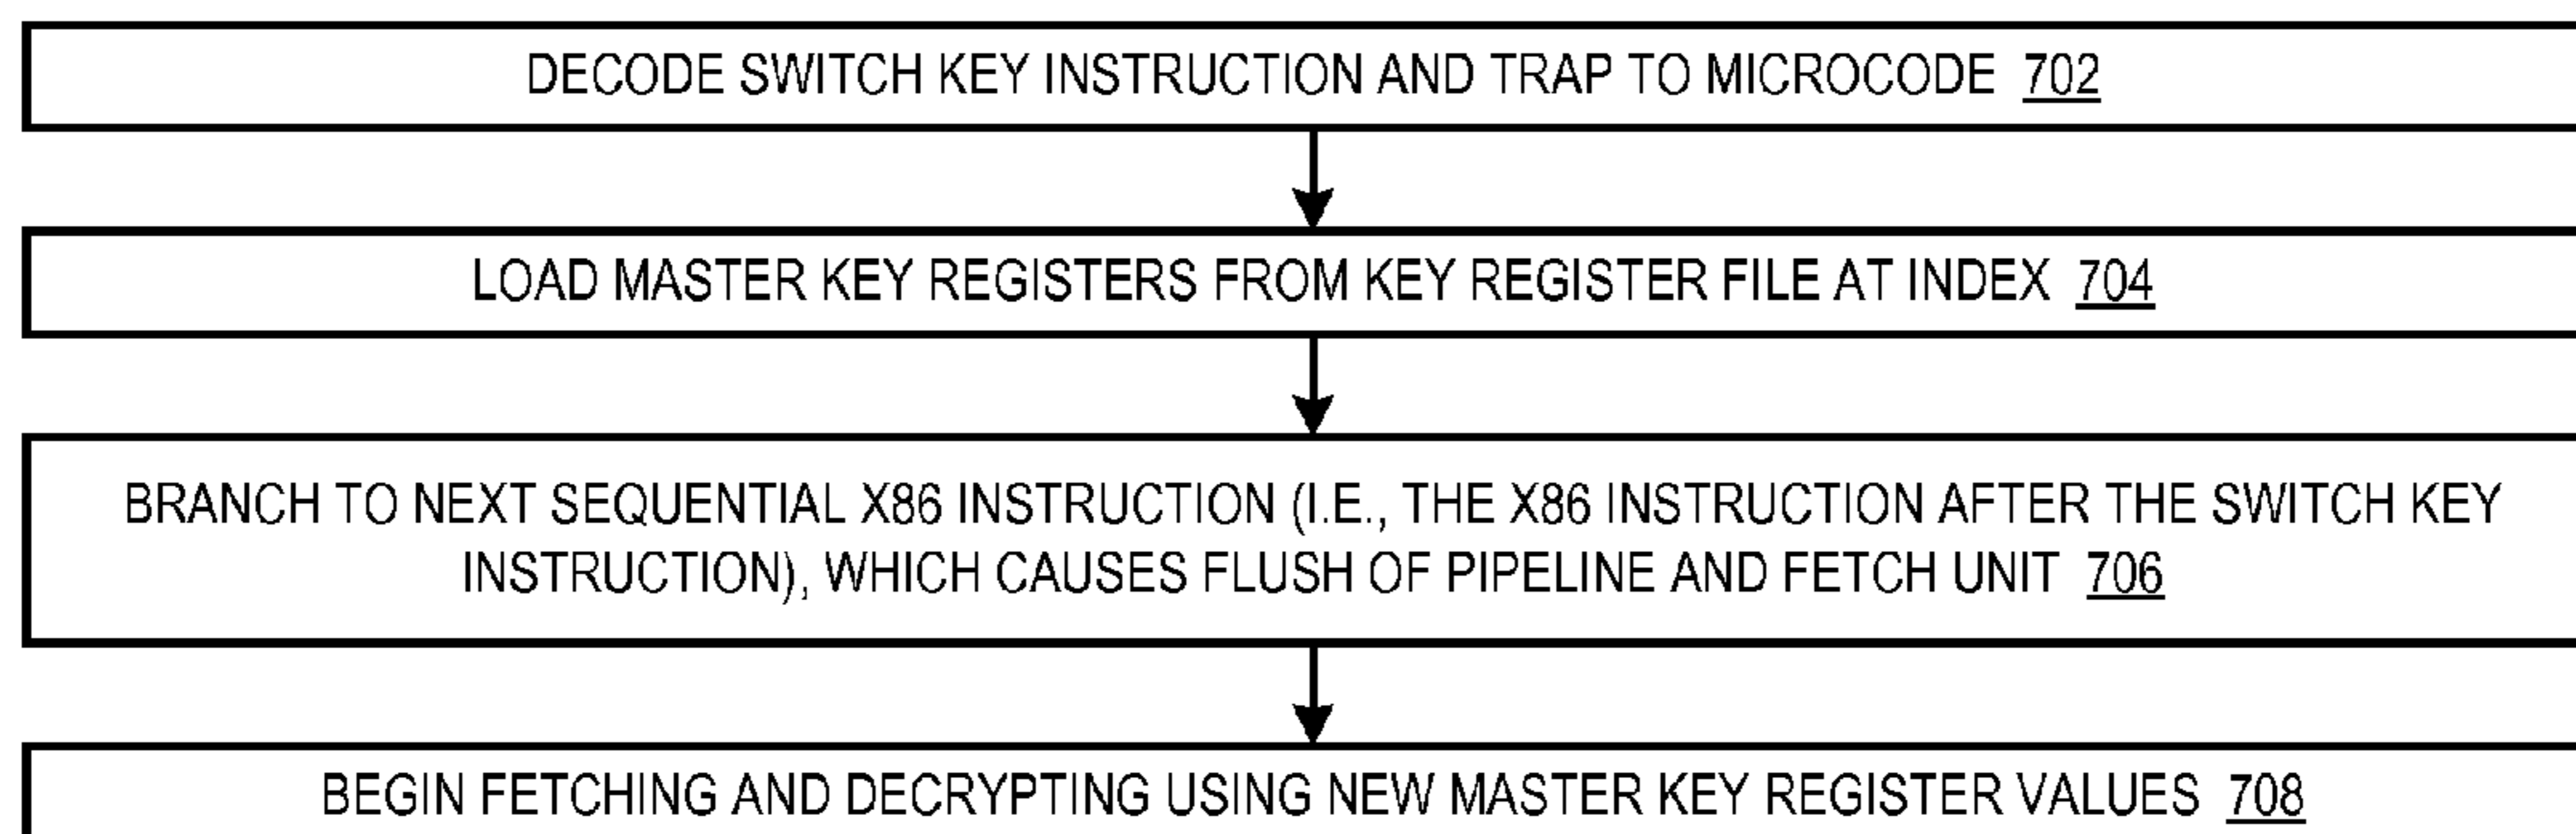 DECODE SWITCH KEY INSTRUCTION AND TRAP TO MICROCODE 702
LOAD MASTER KEY REGISTERS FROM KEY REGISTER FILE AT INDEX 704
BRANCH TO NEXT SEQUENTIAL X86 INSTRUCTION (I.E., THE X86 INSTRUCTION AFTER THE SWITCH KEY
INSTRUCTION), WHICH CAUSES FLUSH OF PIPELINE AND FETCH UNIT 706
BEGIN FETCHING AND DECRYPTING USING NEW MASTER KEY REGISTER VALUES 708